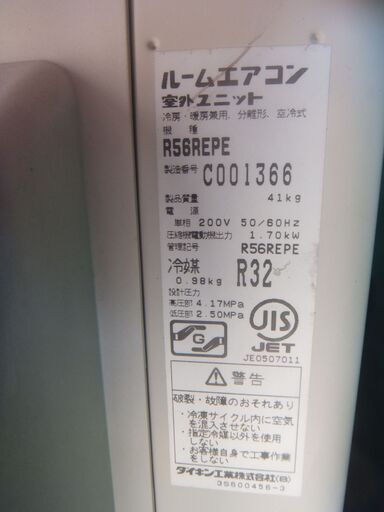 ルームエアコン
室外ユニット
冷房・暖房兼用、分離形、空冷式
機種
R56REPE
製造番号 C001366
製品質量 41kg
電源
単相 200V 50/60Hz
圧縮機電動機出力 1.70kW
管理記号 R56REPE
冷媒 R32
0.98kg
設計圧力
高圧部 4.17MPa
低圧部 2.50MPa
G
JIS
JET
JE0507011
警告
破裂・故障のおそれあり
・冷凍サイクル内に空気
を混入させない
・指定冷媒以外を使用
しない
・お客様自身で工事作業
をしない
ダイキン工業株式会社(B)
3SB00456-3